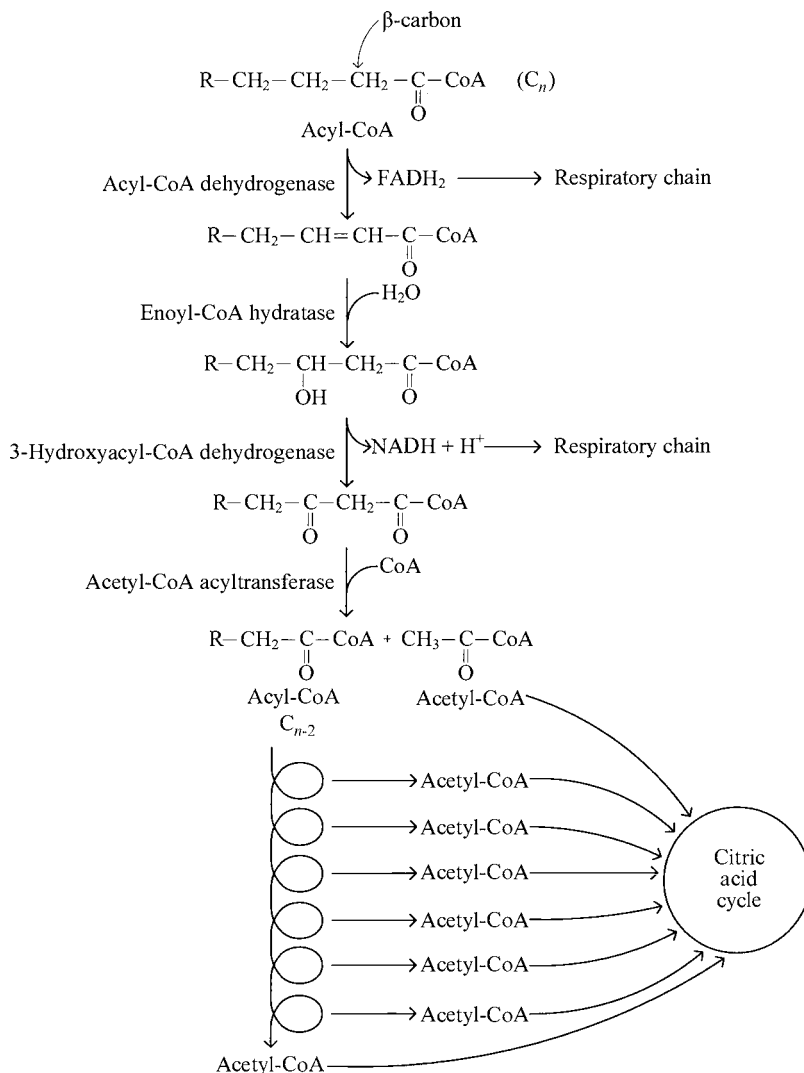 β-carbon
R–CH₂–CH₂–CH₂–C–CoA (Cₙ)
O
Acyl-CoA
Acyl-CoA dehydrogenase FADH₂ Respiratory chain
R–CH₂–CH=CH–C–CoA
O
H₂O
Enoyl-CoA hydratase
R–CH₂–CH–CH₂–C–CoA
OH O
3-Hydroxyacyl-CoA dehydrogenase NADH + H⁺ Respiratory chain
R–CH₂–C–CH₂–C–CoA
O O
CoA
Acetyl-CoA acyltransferase
R–CH₂–C–CoA + CH₃–C–CoA
O O
Acyl-CoA Acetyl-CoA
Cₙ₋₂
Acetyl-CoA
Acetyl-CoA
Acetyl-CoA
Acetyl-CoA
Acetyl-CoA
Acetyl-CoA
Citric
acid
cycle
Acetyl-CoA